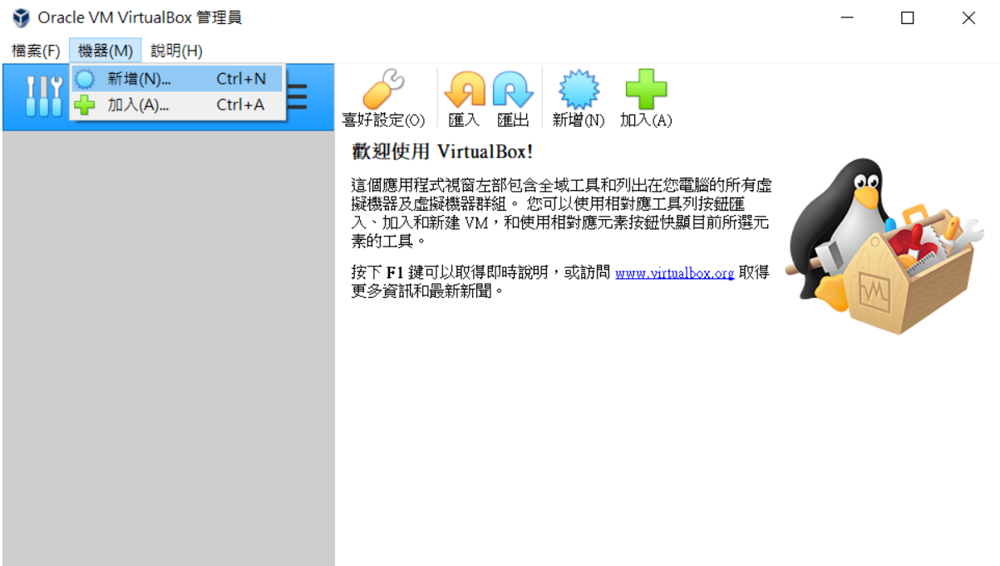 Oracle VM VirtualBox 管理員
檔案(F) 機器(M) 說明(H)
新增(N)... Ctrl+N
加入(A)... Ctrl+A
喜好設定(O) 匯入 匯出 新增(N) 加入(A)
歡迎使用 VirtualBox!
這個應用程式視窗左部包含全域工具和列出在您電腦的所有虛
擬機器及虛擬機器群組。 您可以使用相對應工具列按鈕匯
入、加入和新建 VM，和使用相對應元素按鈕快顯目前所選元
素的工具。
按下 F1 鍵可以取得即時說明，或訪問 www.virtualbox.org 取得
更多資訊和最新新聞。